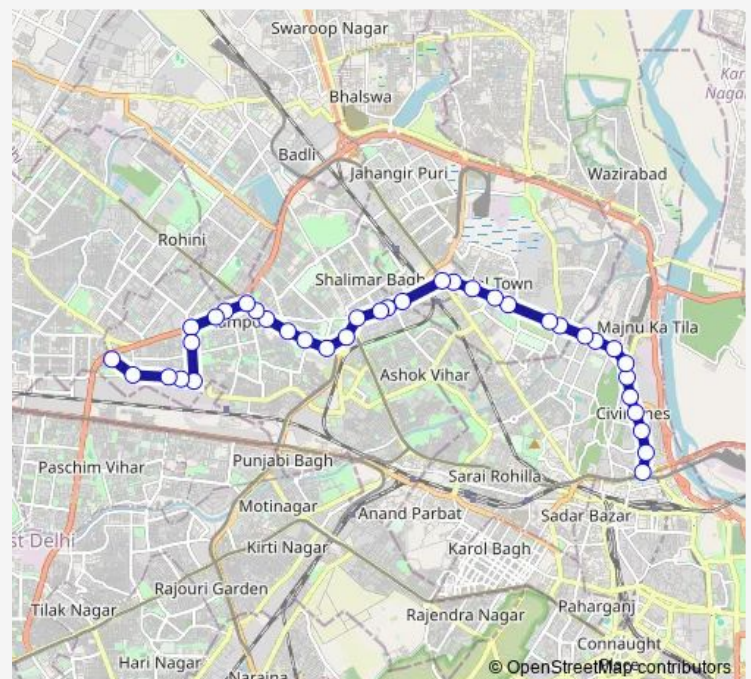 Swaroop Nagar
Bhalswa
Badli
Jahangir Puri
Wazirabad
Rohini
Shalimar Bagh
Town
Majnu Ka Tila
Ashok Vihar
Paschim Vihar
Punjabi Bagh
Sarai Rohilla
Motinagar
Anand Parbat
Sadar Bazar
Kirti Nagar
Karol Bagh
Rajouri Garden
Tilak Nagar
Rajendra Nagar
Paharganj
Connaught
Hari Nagar
Naraina
© OpenStreetMap contributors